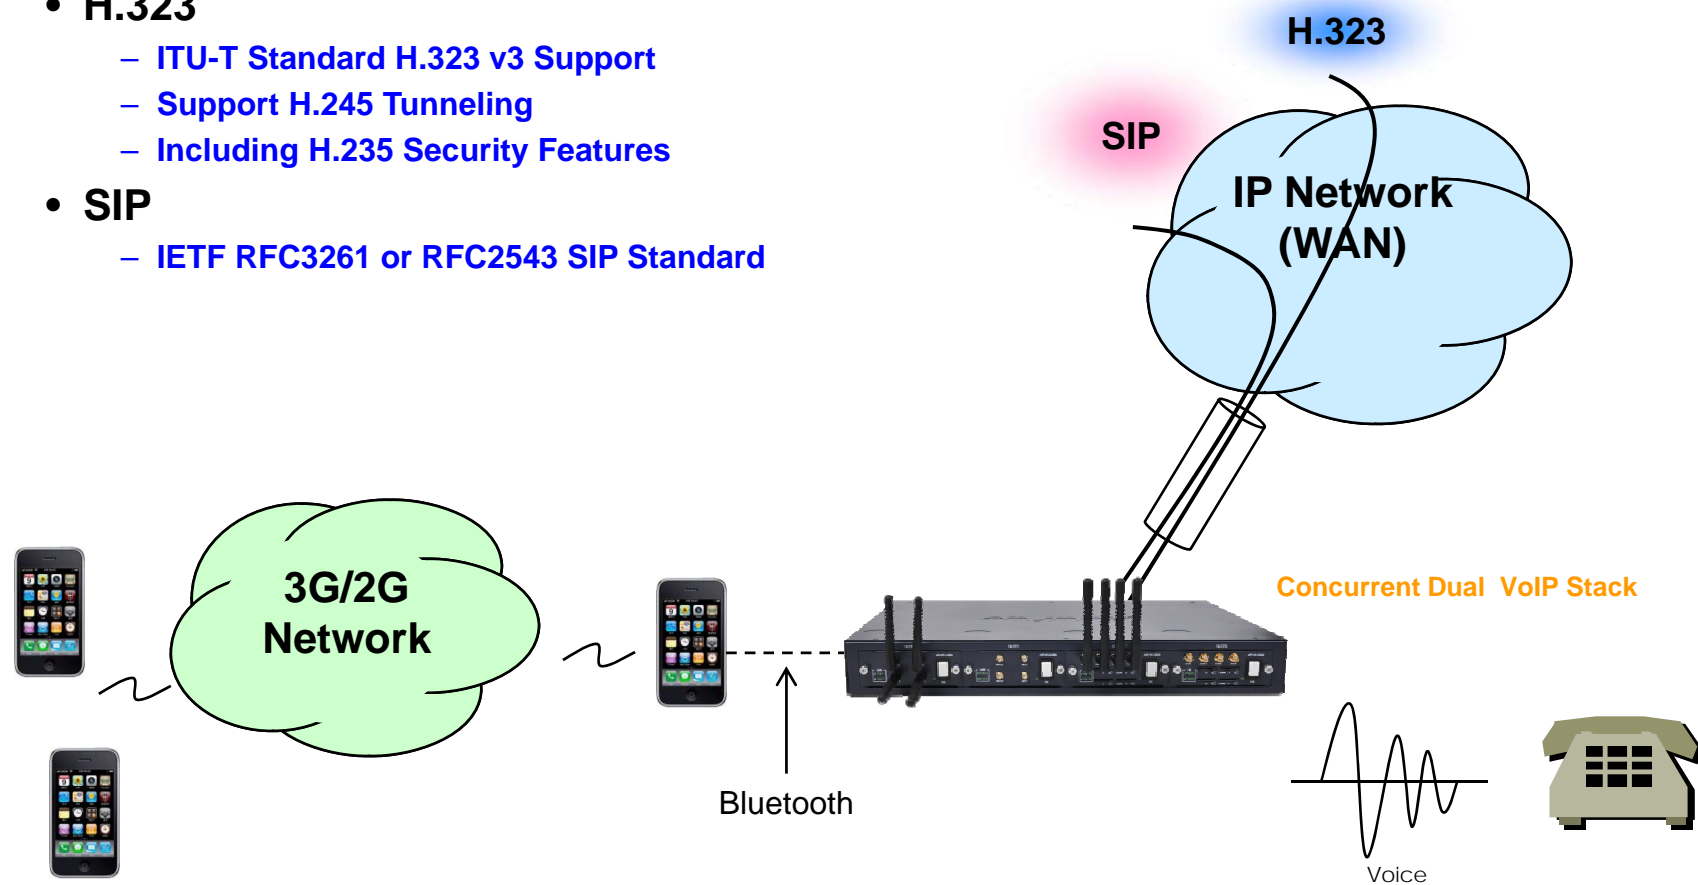 • H.323
– ITU-T Standard H.323 v3 Support
– Support H.245 Tunneling
– Including H.235 Security Features
• SIP
– IETF RFC3261 or RFC2543 SIP Standard
H.323
SIP
IP Network
(WAN)
3G/2G
Network
Concurrent Dual VoIP Stack
Bluetooth
Voice